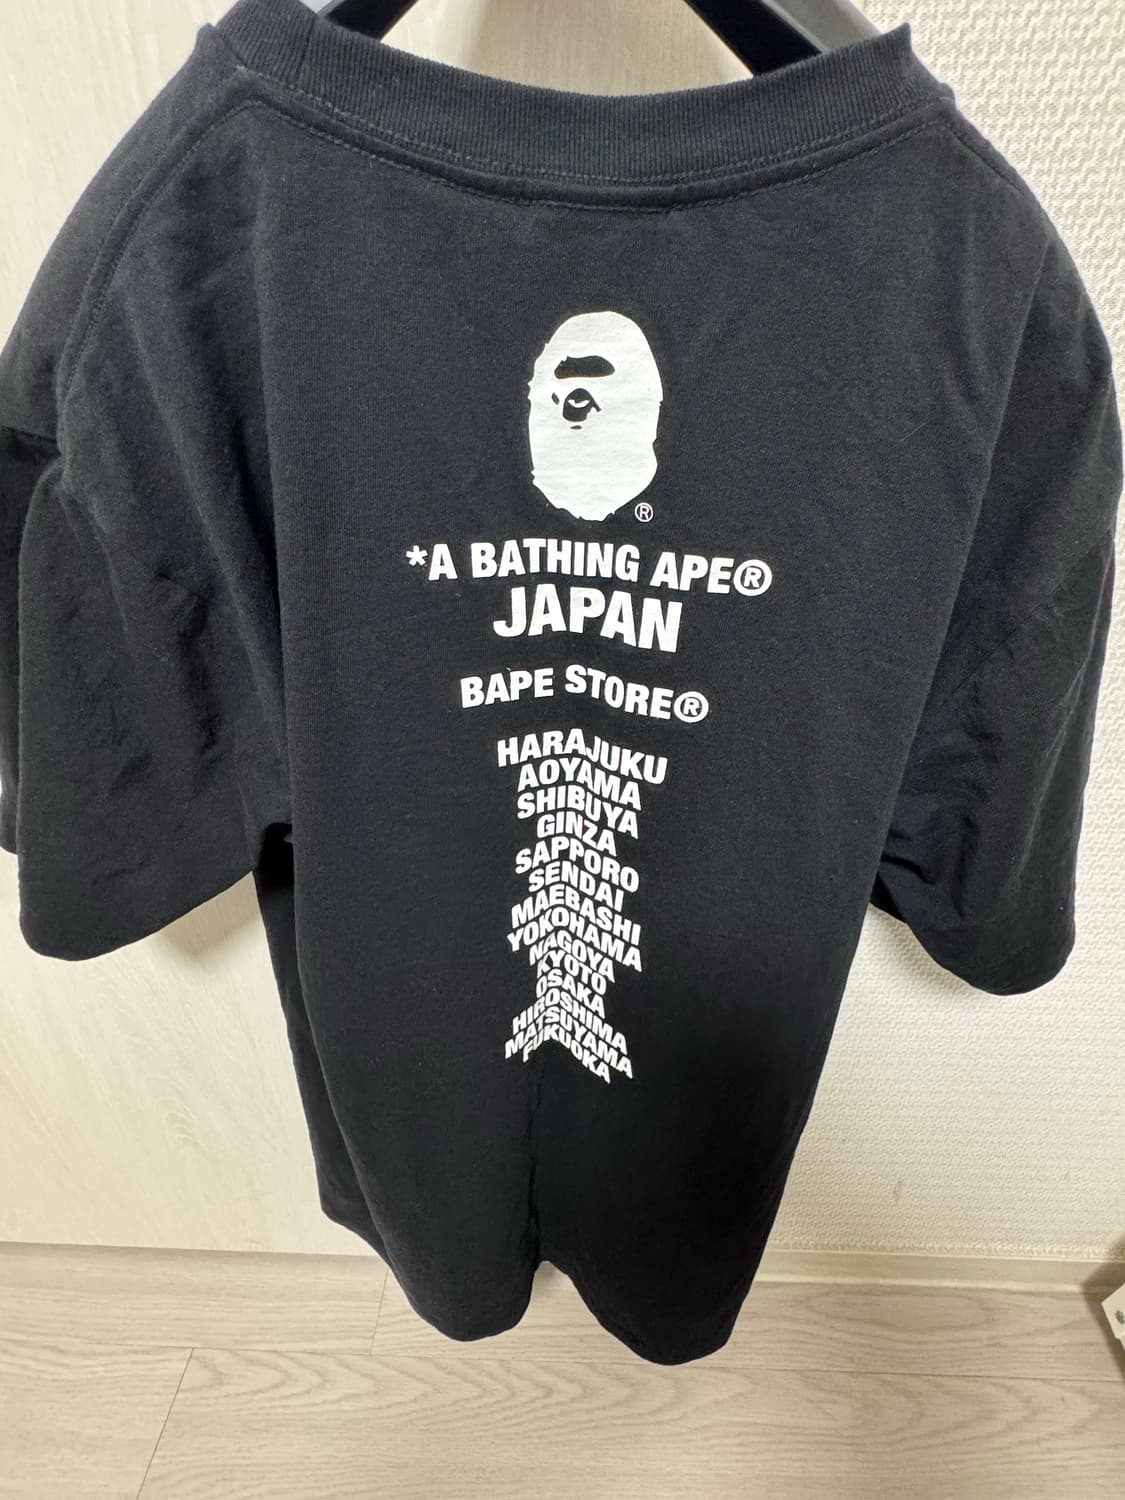 ®
*A BATHING APE®
JAPAN
BAPE STORE®
HARAJUKU
AOYAMA
SHIBUYA
GINZA
SAPPORO
SENDAI
MAEBASHI
YOKOHAMA
NAGOYA
KYOTO
OSAKA
HIROSHIMA
MATSUYAMA
FUKUOKA